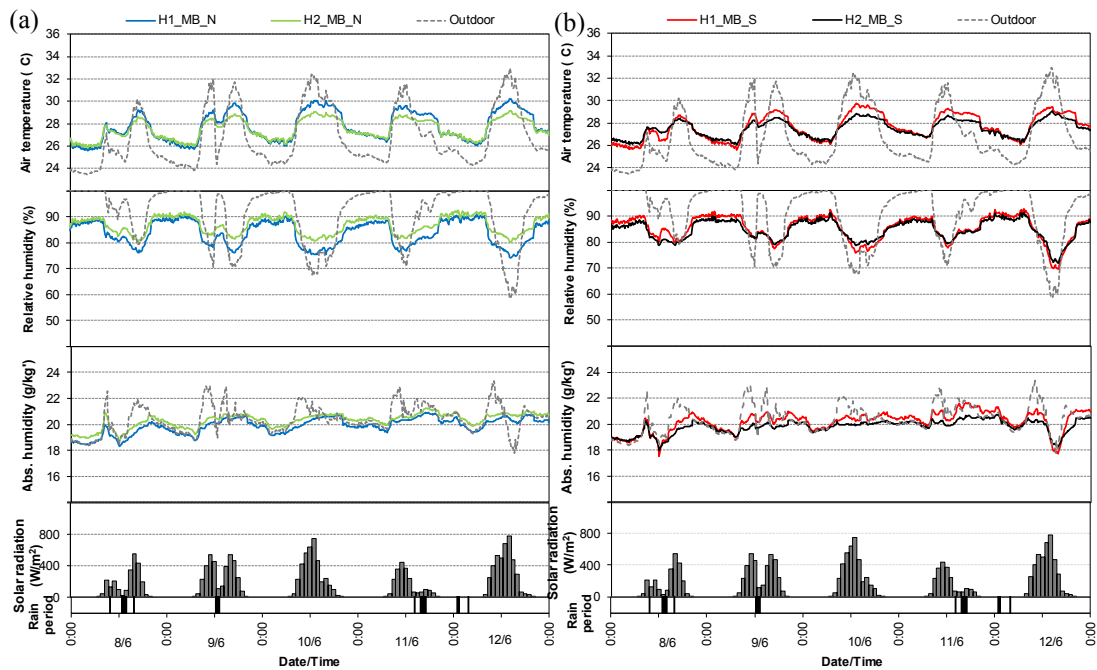 (a)
H1_MB_N H2_MB_N Outdoor
Air temperature ( C)
36
34
32
30
28
26
24
22
Relative humidity (%)
90
80
70
60
50
40
Abs. humidity (g/kg')
24
22
20
18
16
Solar radiation
(W/m²)
800
400
0
Rain
period
0:00 0:00 0:00 0:00 0:00 0:00
8/6 9/6 10/6 11/6 12/6
Date/Time
(b)
H1_MB_S H2_MB_S Outdoor
Air temperature ( C)
36
34
32
30
28
26
24
22
Relative humidity (%)
90
80
70
60
50
40
Abs. humidity (g/kg')
24
22
20
18
16
Solar radiation
(W/m²)
800
400
0
Rain
period
0:00 0:00 0:00 0:00 0:00 0:00
8/6 9/6 10/6 11/6 12/6
Date/Time